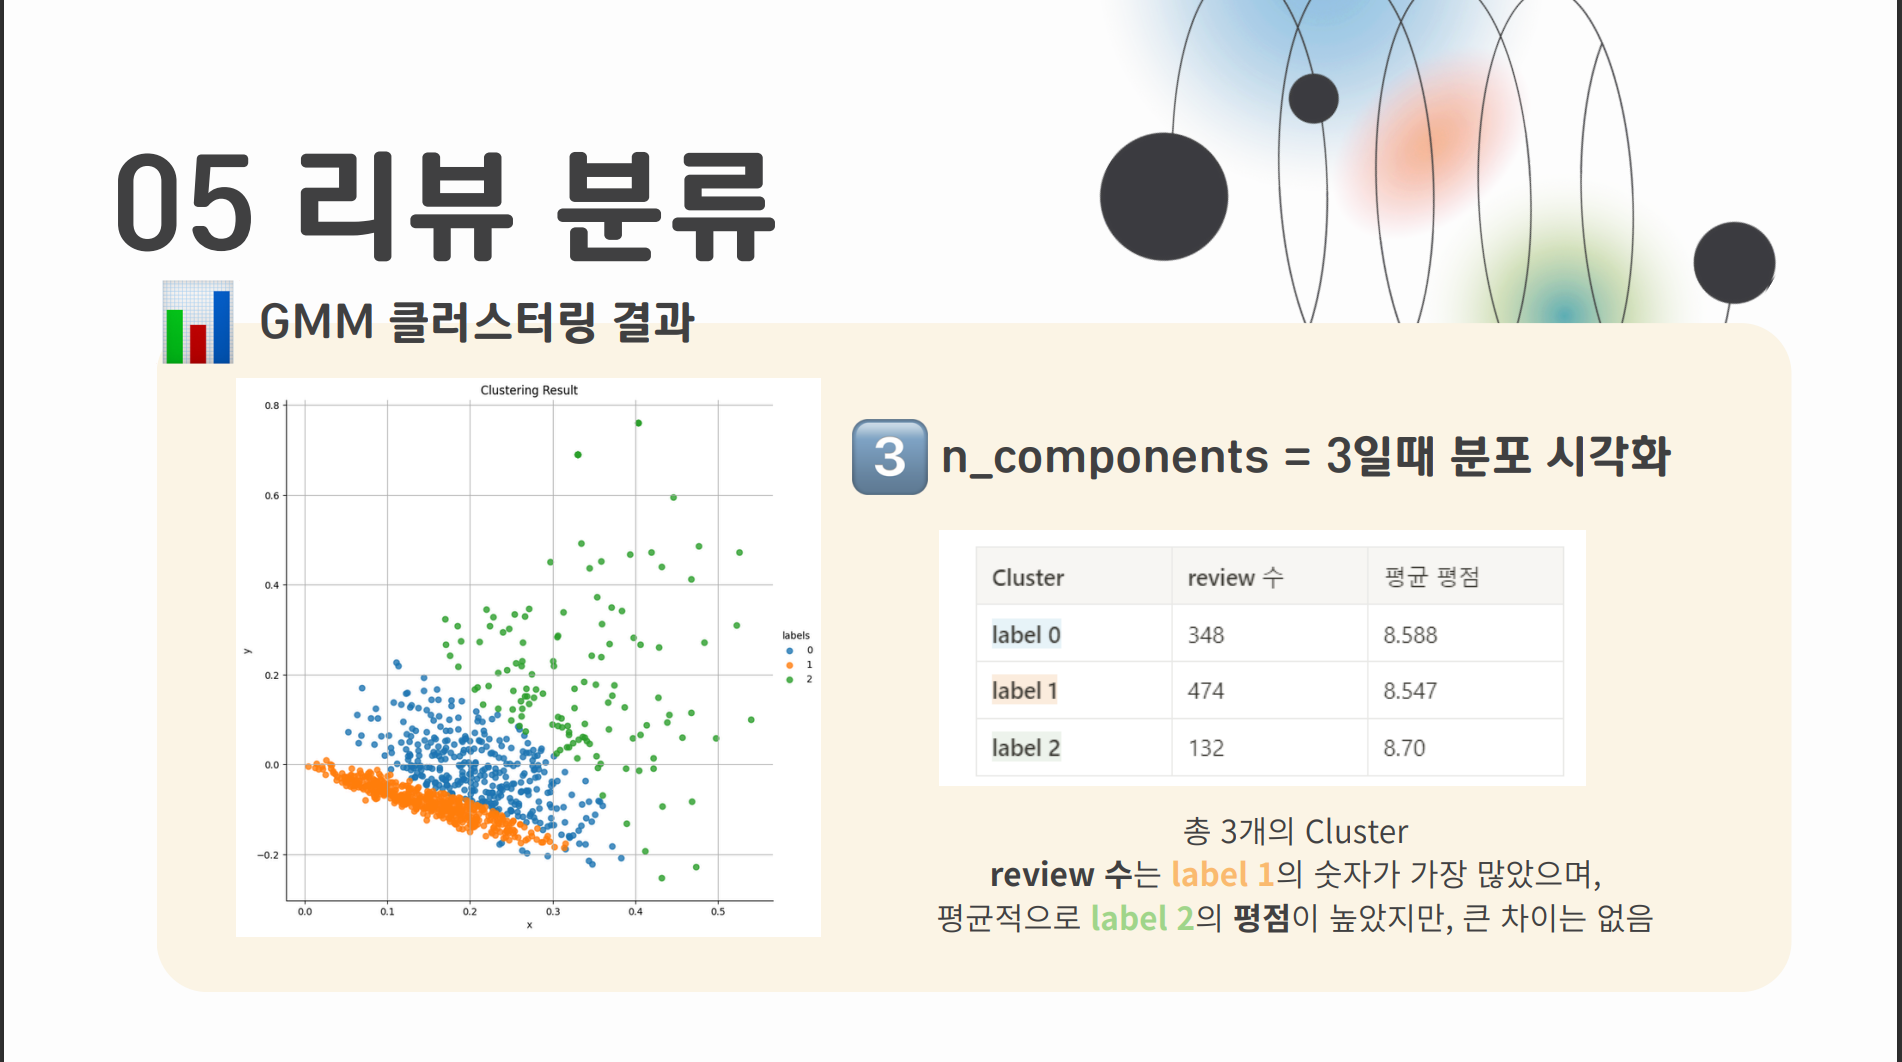 05 리뷰 분류
GMM 클러스터링 결과
Clustering Result
0.8
0.6
0.4
0.2
0.0
−0.2
y
0.0 0.1 0.2 0.3 0.4 0.5
x
labels
0
1
2
3 n_components = 3일때 분포 시각화
Cluster review 수 평균 평점
label 0 348 8.588
label 1 474 8.547
label 2 132 8.70
총 3개의 Cluster
review 수는 label 1의 숫자가 가장 많았으며,
평균적으로 label 2의 평점이 높았지만, 큰 차이는 없음